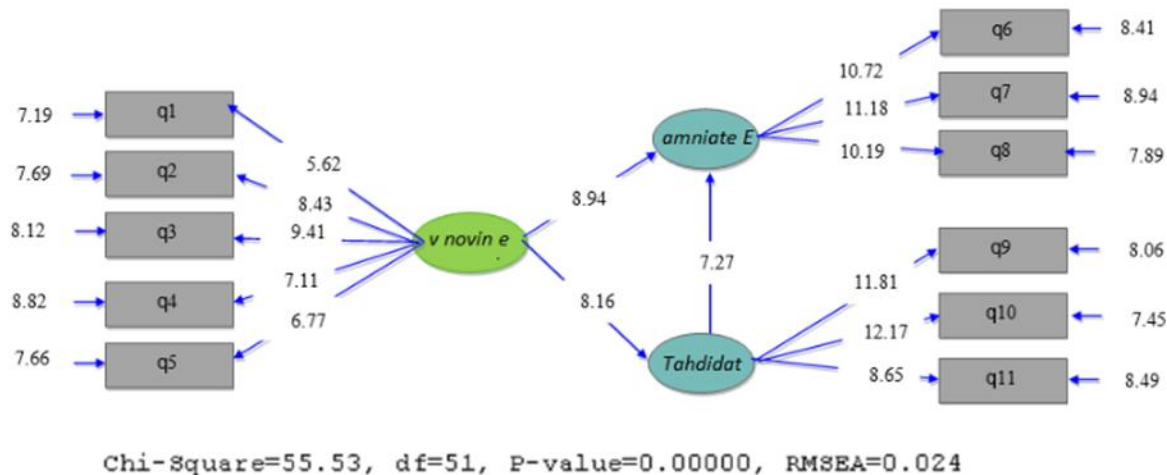 q6
8.41
10.72
q7
8.94
11.18
amniate E
10.19
q8
7.89
7.19
q1
5.62
7.69
q2
8.43
8.94
8.12
q3
9.41
v novin e
.
7.27
q9
8.06
11.81
8.82
q4
7.11
8.16
q10
7.45
12.17
6.77
7.66
q5
Tahdidat
8.65
q11
8.49
Chi-Square=55.53, df=51, P-value=0.00000, RMSEA=0.024